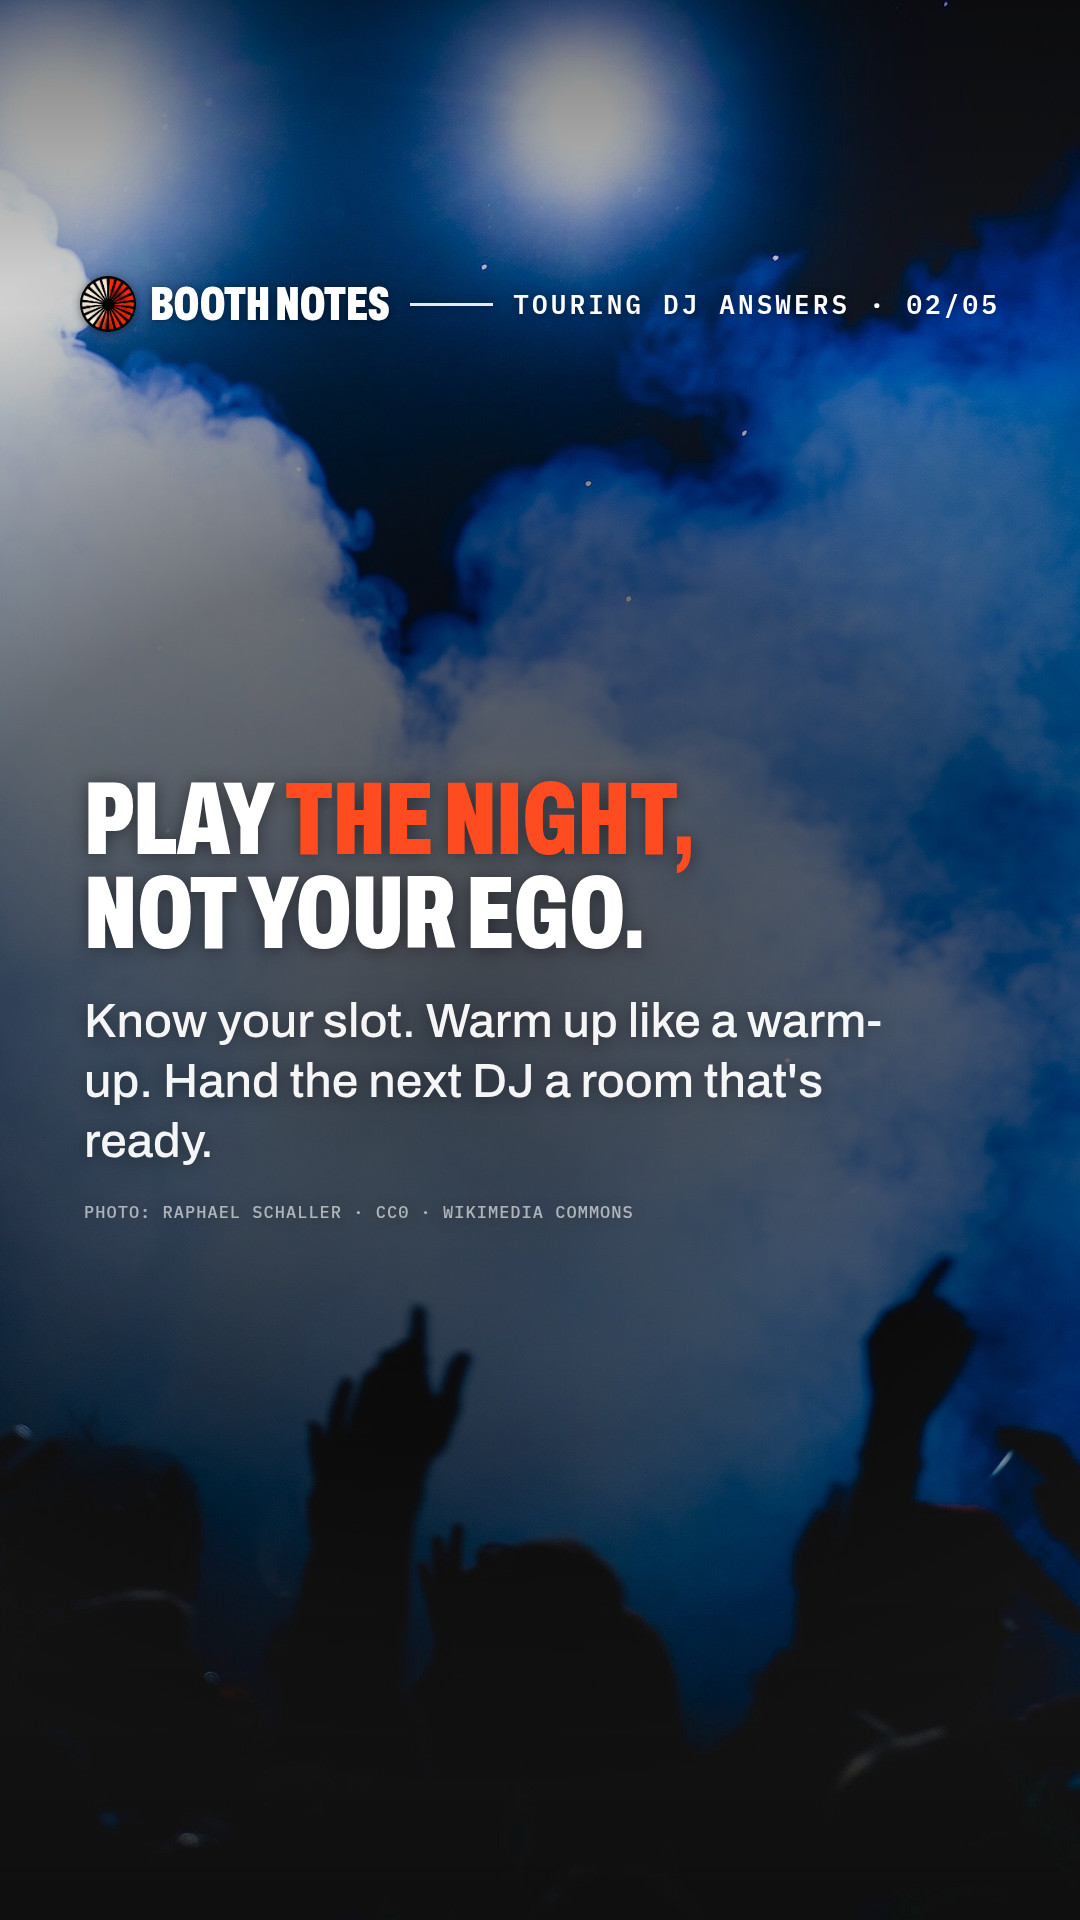 BOOTH NOTES TOURING DJ ANSWERS · 02/05
PLAY THE NIGHT,
NOT YOUR EGO.
Know your slot. Warm up like a warm-
up. Hand the next DJ a room that's
ready.
PHOTO: RAPHAEL SCHALLER · CC0 · WIKIMEDIA COMMONS